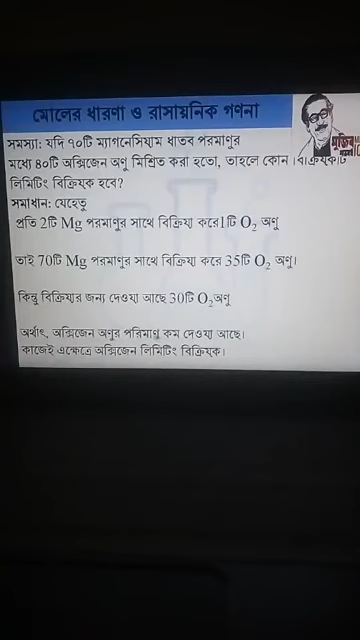 মোলের ধারণা ও রাসায়নিক গণনা
সমস্যা: যদি ৭০টি ম্যাগনেসিয়াম ধাতব পরমাণুর
মধ্যে ৪০টি অক্সিজেন অণু মিশ্রিত করা হতো, তাহলে কোন বিক্রিয়কটি
লিমিটিং বিক্রিয়ক হবে?
সমাধান: যেহেতু
প্রতি 2টি Mg পরমাণুর সাথে বিক্রিয়া করে1টি O₂ অণু
তাই 70টি Mg পরমাণুর সাথে বিক্রিয়া করে 35টি O₂ অণু।
কিন্তু বিক্রিয়ার জন্য দেওয়া আছে 30টি O₂অণু
অর্থাৎ, অক্সিজেন অণুর পরিমাণ কম দেওয়া আছে।
কাজেই এক্ষেত্রে অক্সিজেন লিমিটিং বিক্রিয়ক।